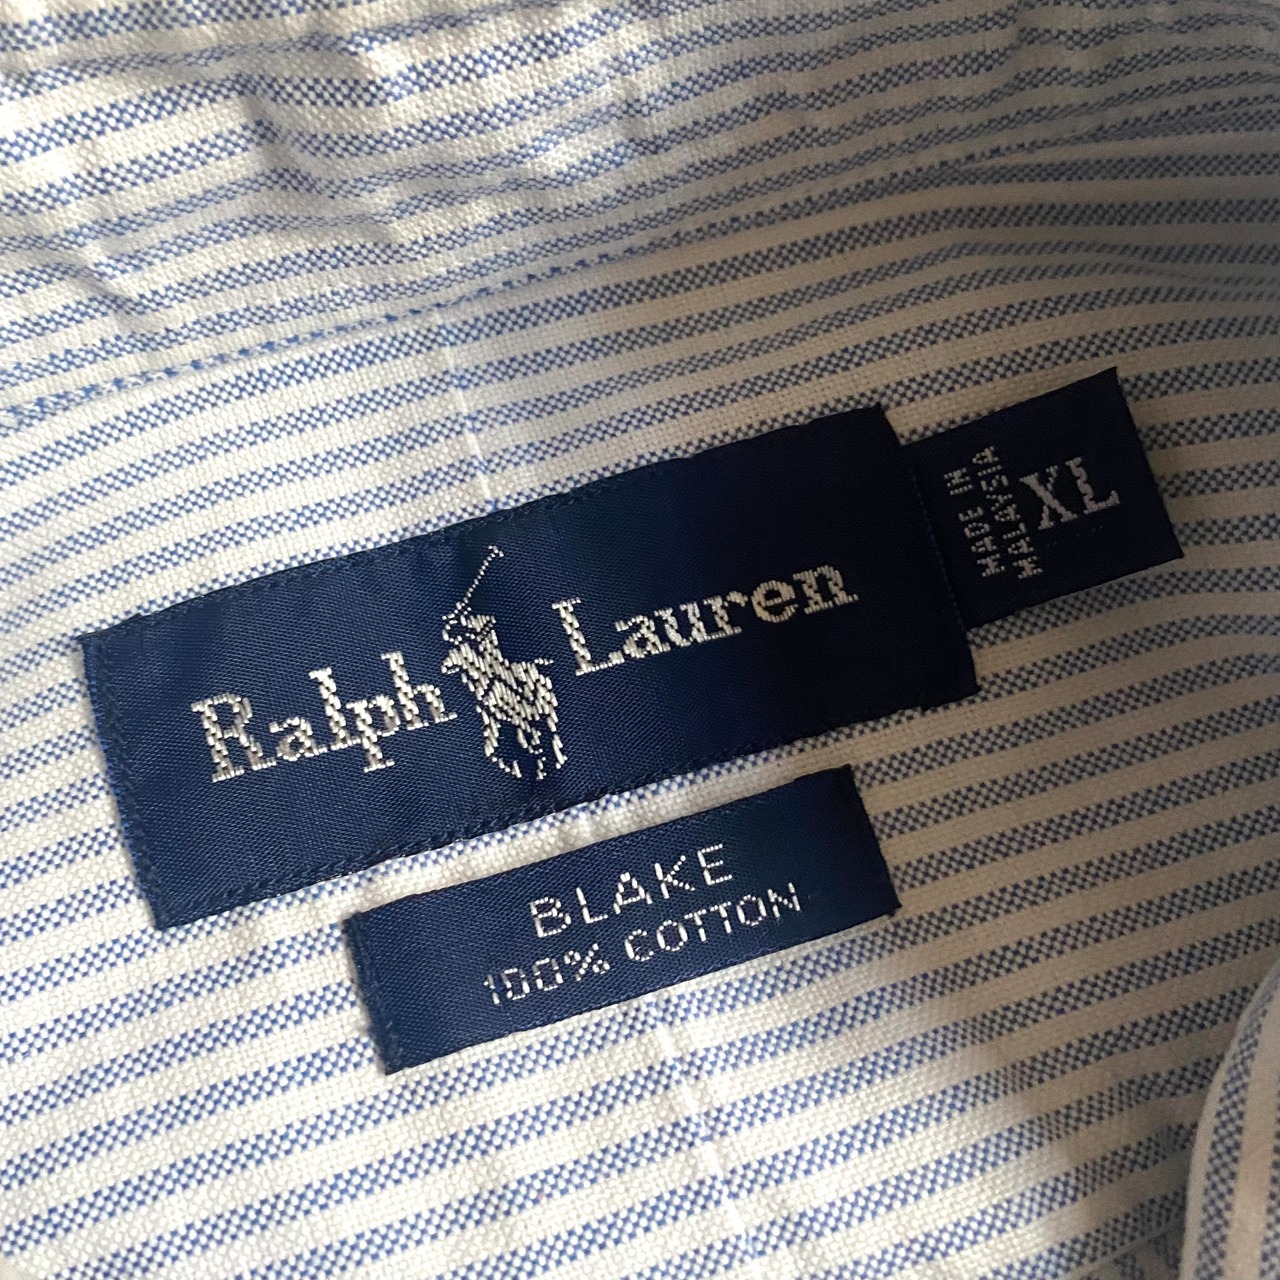 Ralph Lauren
MADE IN
MALAYSIA
XL
BLAKE
100% COTTON